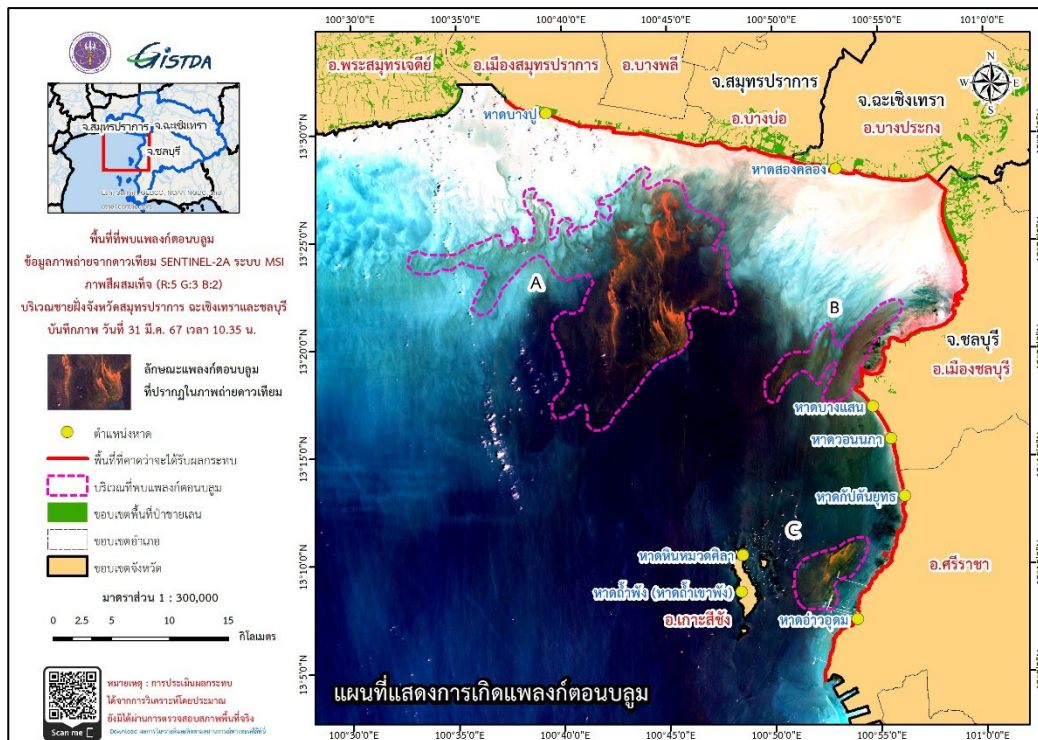 GISTDA
จ.สมุทรปราการ
จ.ฉะเชิงเทรา
จ.ชลบุรี
พื้นที่ที่พบแพลงก์ตอนบลูม
ข้อมูลภาพถ่ายจากดาวเทียม SENTINEL-2A ระบบ MSI
ภาพสีผสมเท็จ (R:5 G:3 B:2)
บริเวณชายฝั่งจังหวัดสมุทรปราการ ฉะเชิงเทราและชลบุรี
บันทึกภาพ วันที่ 31 มี.ค. 67 เวลา 10.35 น.
ลักษณะแพลงก์ตอนบลูม
ที่ปรากฏในภาพถ่ายดาวเทียม
ตำแหน่งหาด
พื้นที่ที่คาดว่าจะได้รับผลกระทบ
บริเวณที่พบแพลงก์ตอนบลูม
ขอบเขตพื้นที่ป่าชายเลน
ขอบเขตอำเภอ
ขอบเขตจังหวัด
มาตราส่วน 1 : 300,000
0 2.5 5 10 15
กิโลเมตร
หมายเหตุ : การประเมินผลกระทบ
ได้จากการวิเคราะห์โดยประมาณ
ยังมิได้ผ่านการตรวจสอบสภาพพื้นที่จริง
Scan me
100°30'0"E 100°35'0"E 100°40'0"E 100°45'0"E 100°50'0"E 100°55'0"E 101°0'0"E
อ.พระสมุทรเจดีย์
อ.เมืองสมุทรปราการ
อ.บางพลี
จ.สมุทรปราการ
อ.บางบ่อ
จ.ฉะเชิงเทรา
อ.บางปะกง
N
W E
S
หาดบางปู
หาดสองคลอง
13°30'0"N
13°25'0"N
13°20'0"N
13°15'0"N
13°10'0"N
13°5'0"N
A
B
จ.ชลบุรี
อ.เมืองชลบุรี
หาดบางแสน
หาดวอนนภา
หาดกัปตันยุทธ
C
หาดหินหมวดศิลา
อ.ศรีราชา
หาดถ้ำพัง (หาดถ้ำเขาพัง)
อ.เกาะสีชัง
หาดอ่าวอุดม
แผนที่แสดงการเกิดแพลงก์ตอนบลูม
100°30'0"E 100°35'0"E 100°40'0"E 100°45'0"E 100°50'0"E 100°55'0"E 101°0'0"E